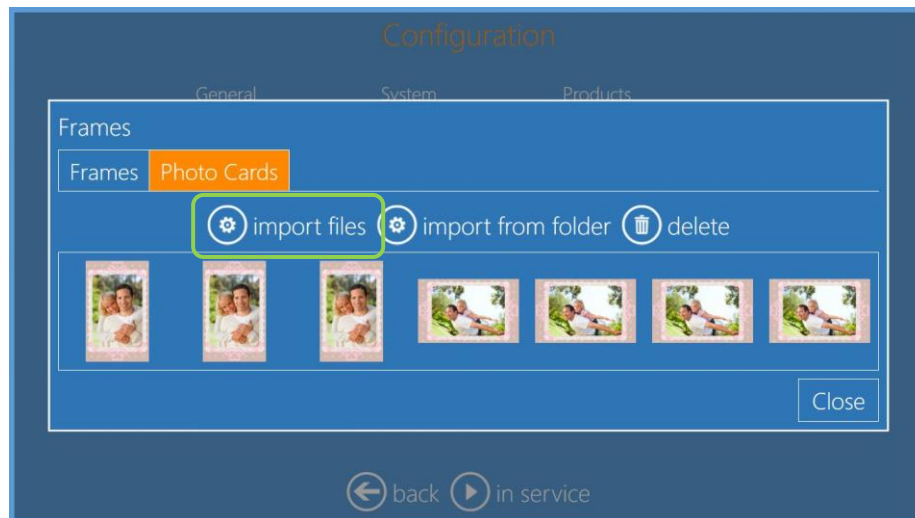 Configuration
General System Products
Frames
Frames Photo Cards
import files import from folder delete
Close
back in service